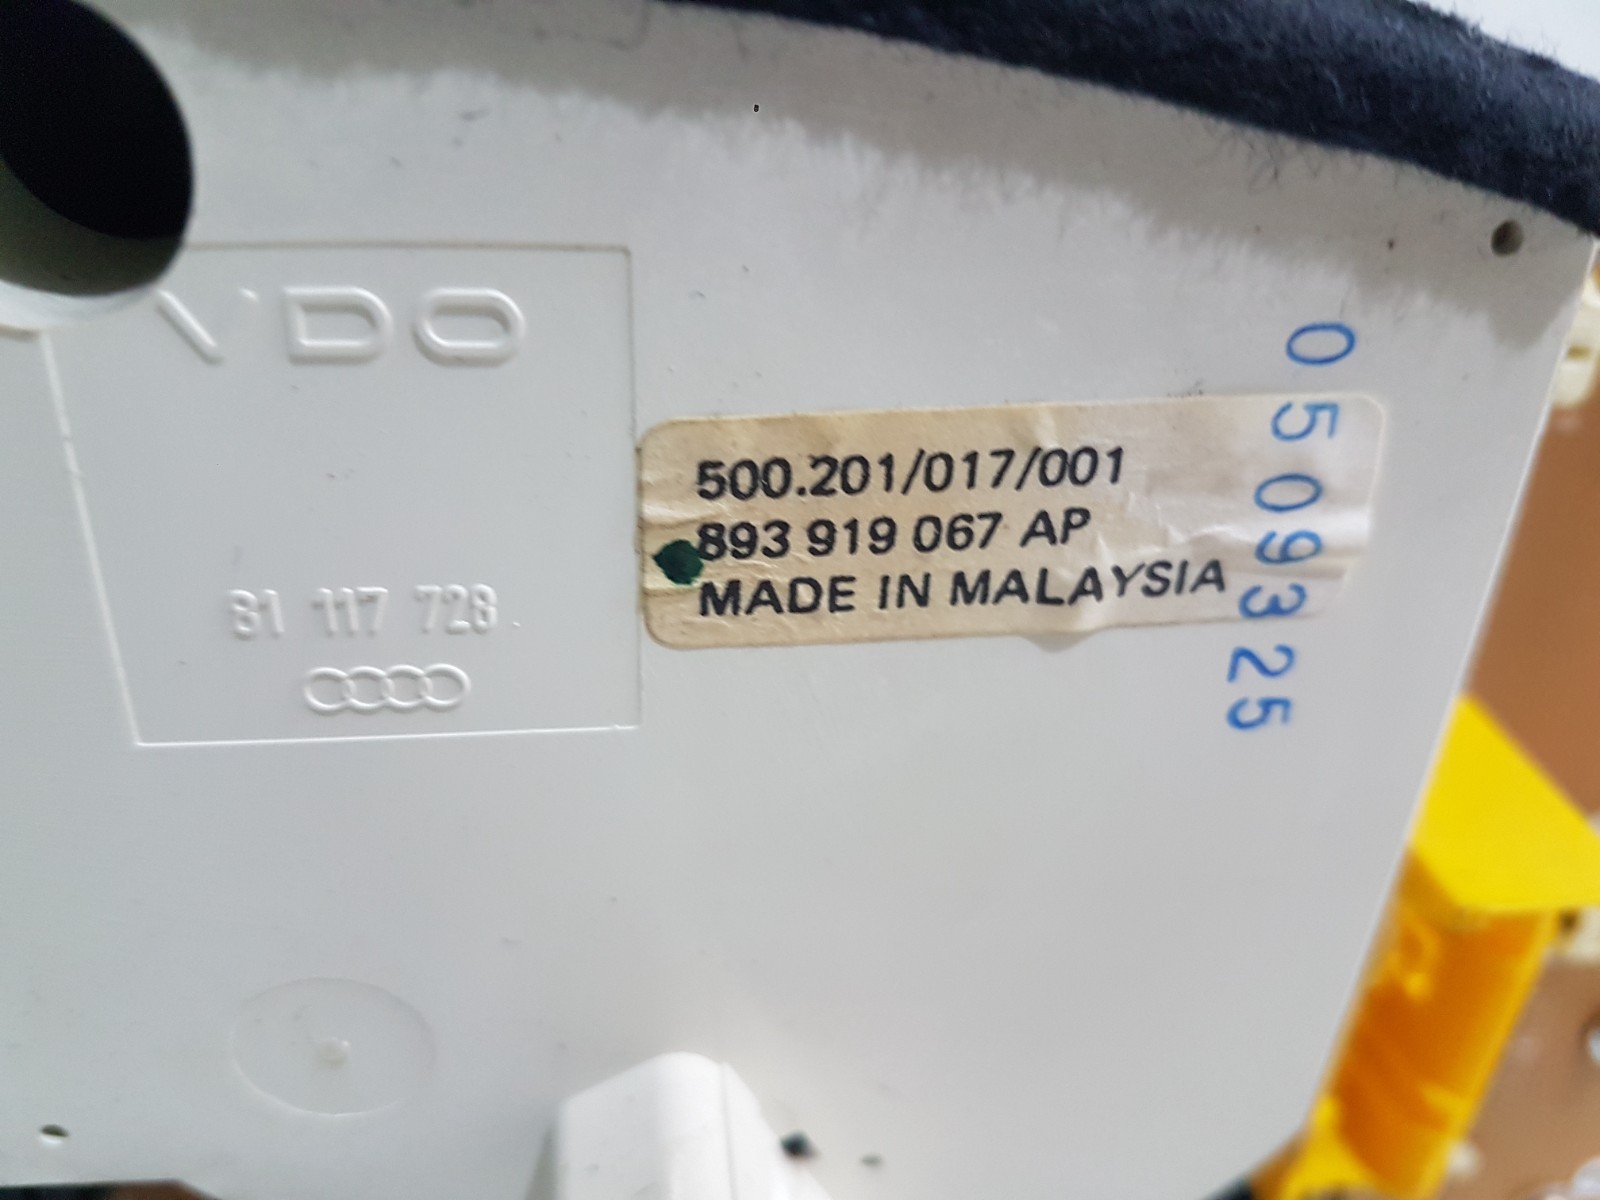 VDO
81 117 728
500.201/017/001
893 919 067 AP
MADE IN MALAYSIA
0509325